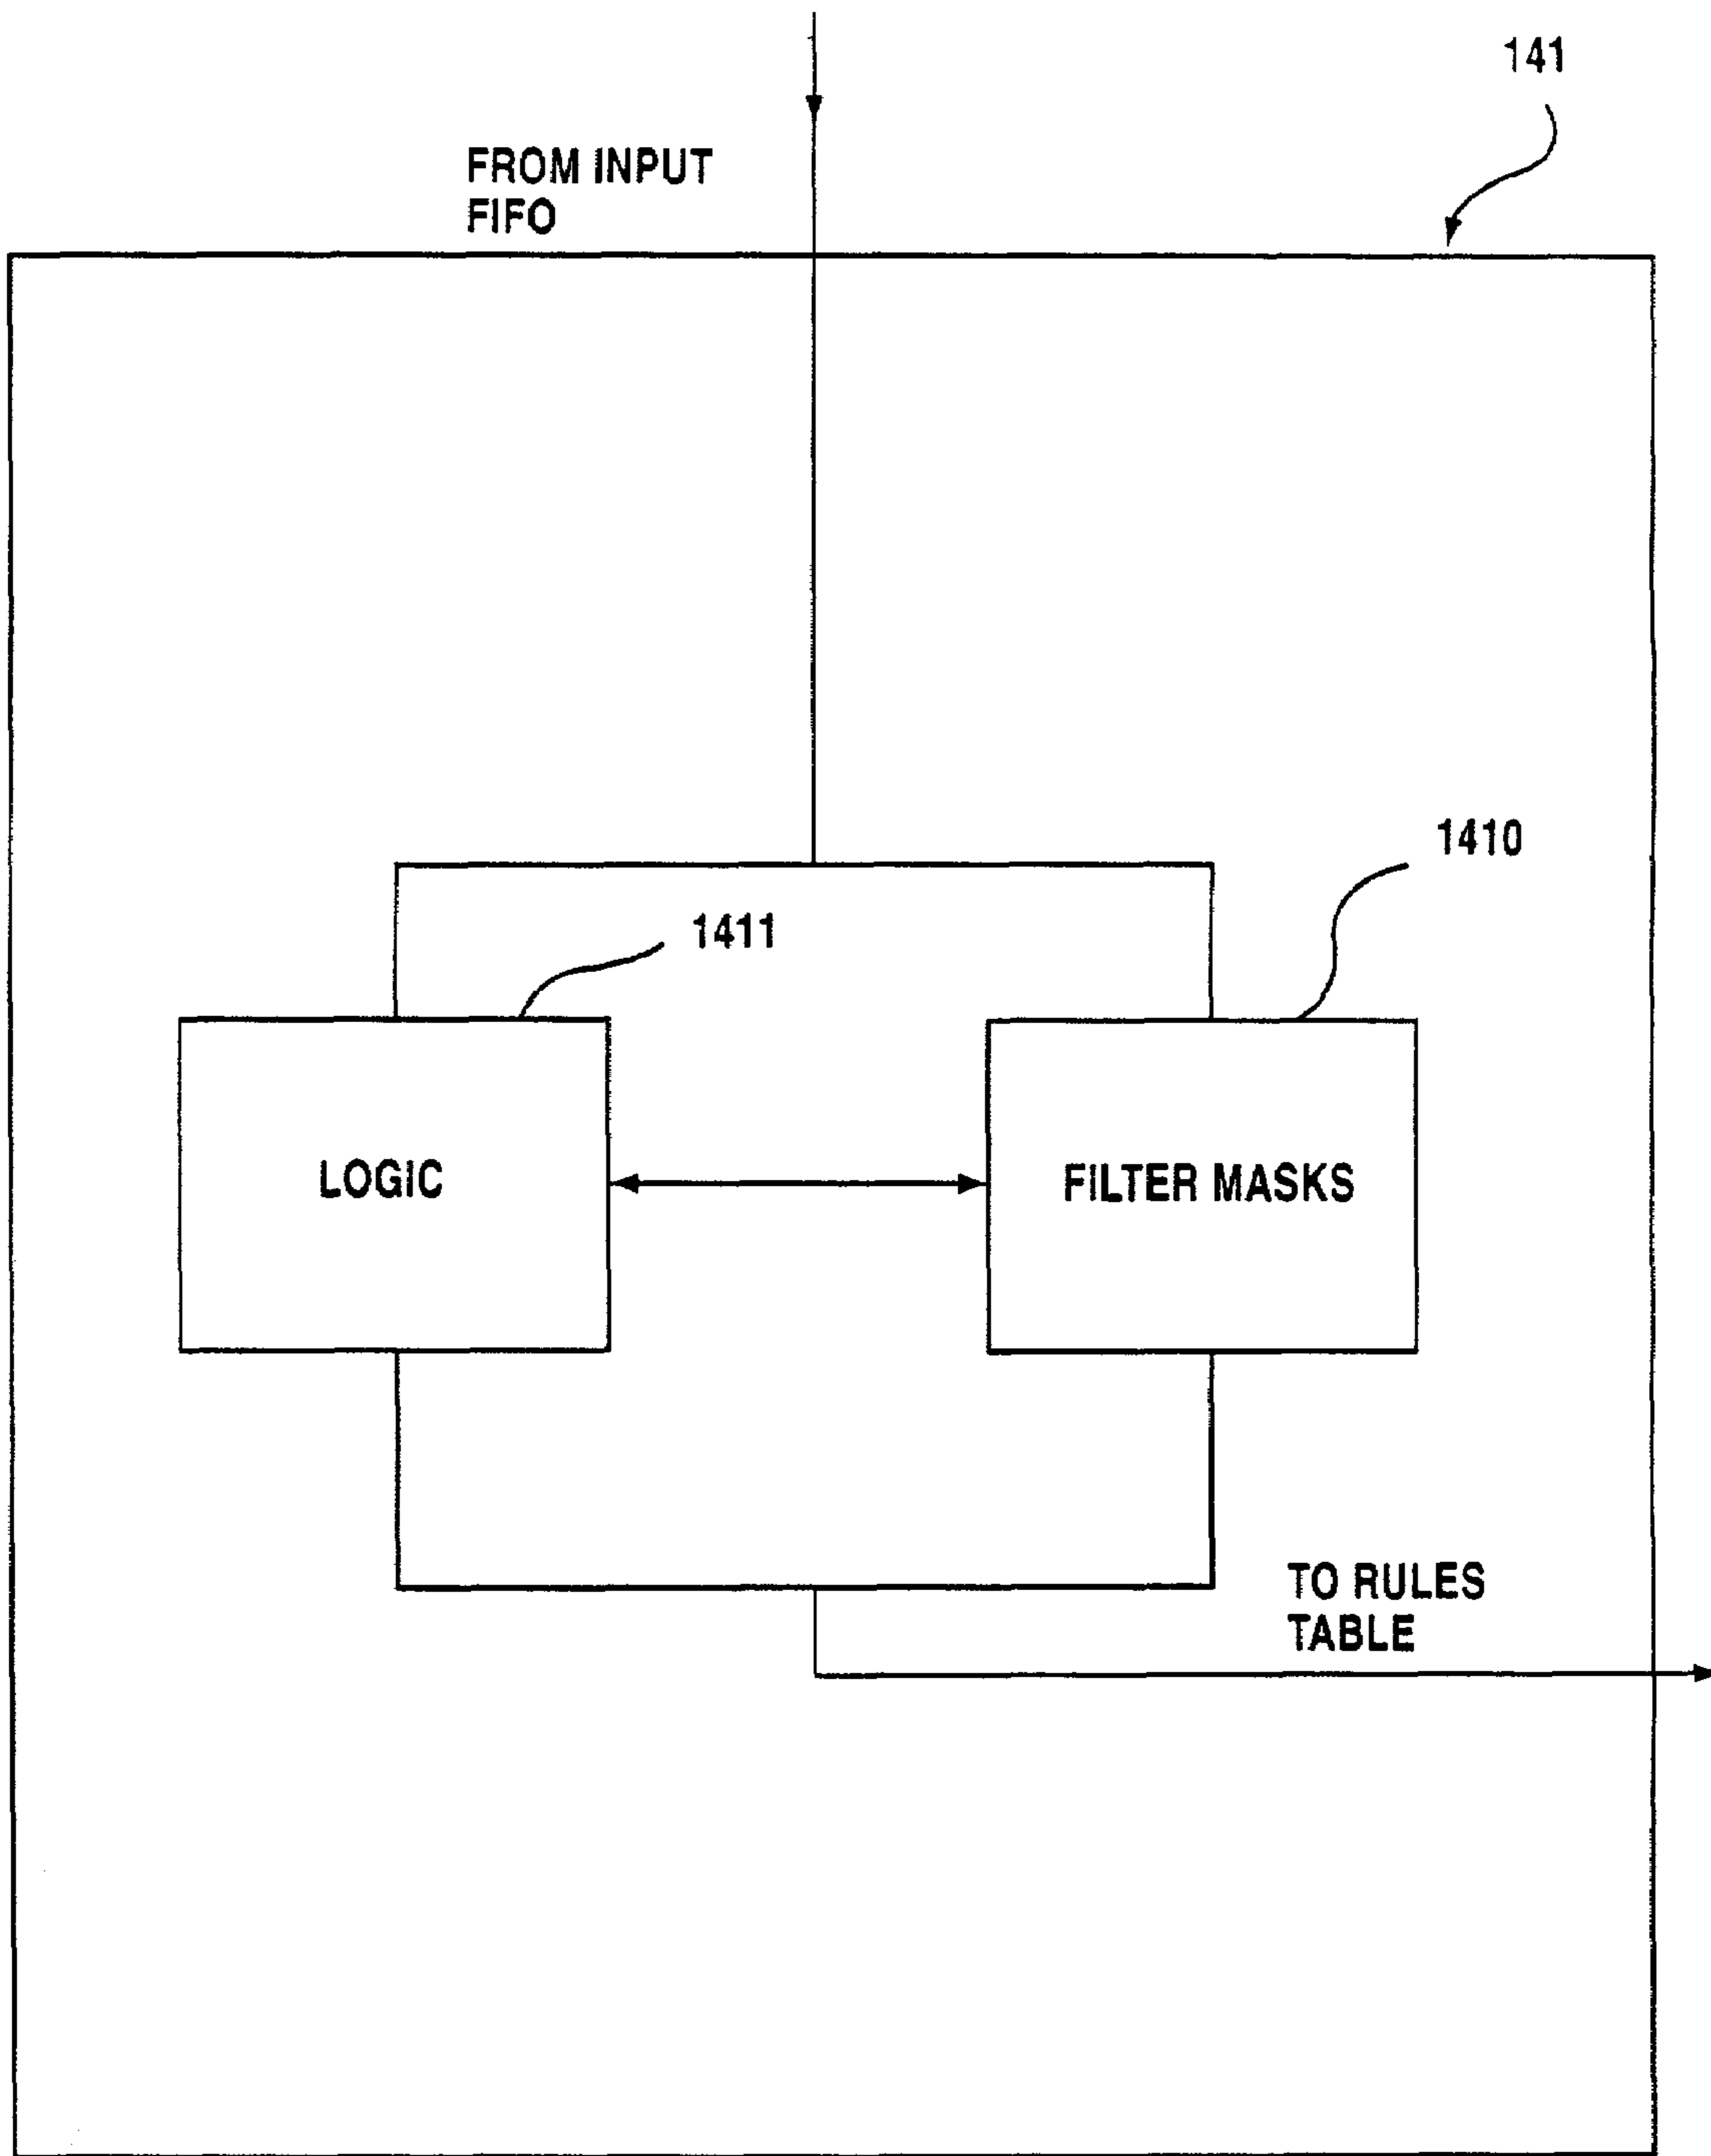 141
FROM INPUT
FIFO
1410
1411
LOGIC
FILTER MASKS
TO RULES
TABLE